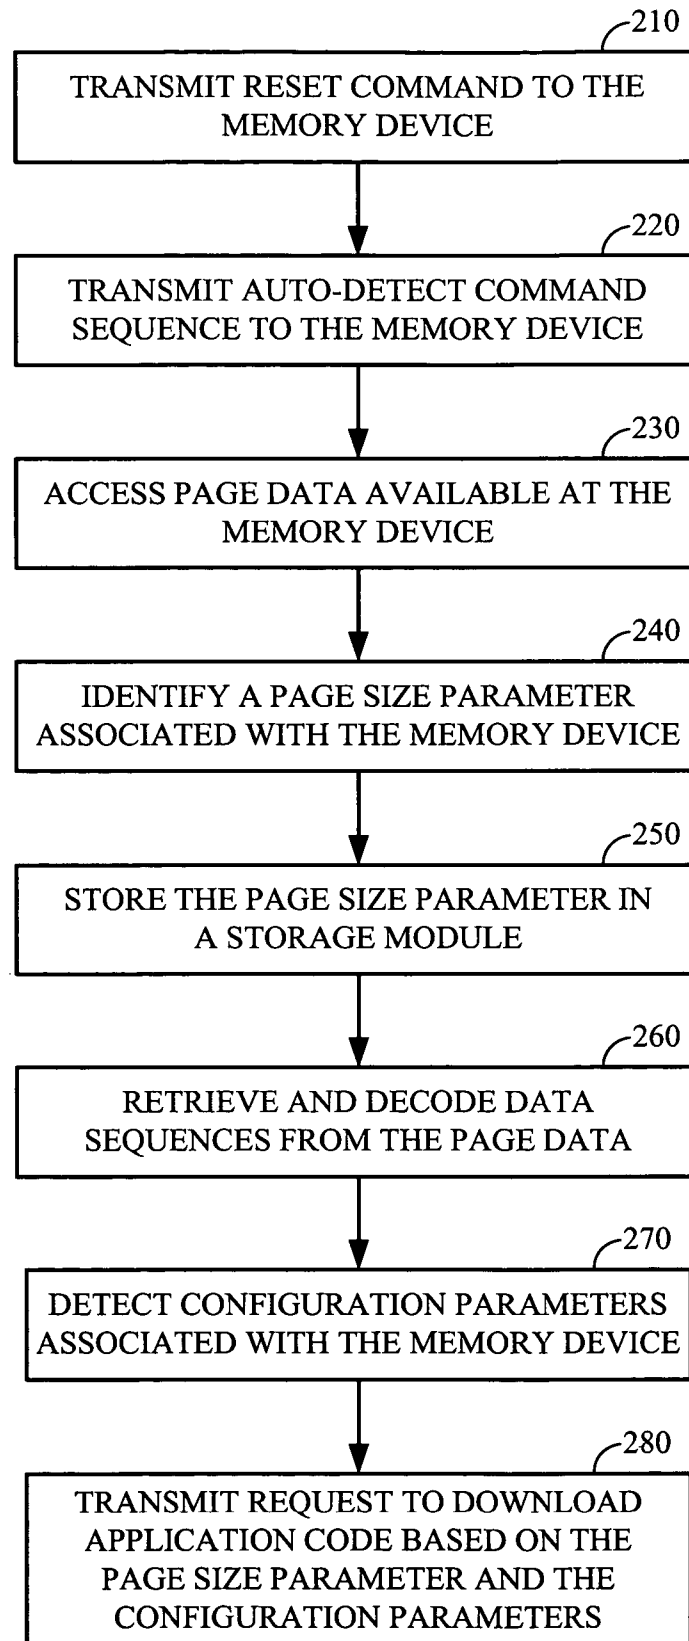 210
TRANSMIT RESET COMMAND TO THE
MEMORY DEVICE
220
TRANSMIT AUTO-DETECT COMMAND
SEQUENCE TO THE MEMORY DEVICE
230
ACCESS PAGE DATA AVAILABLE AT THE
MEMORY DEVICE
240
IDENTIFY A PAGE SIZE PARAMETER
ASSOCIATED WITH THE MEMORY DEVICE
250
STORE THE PAGE SIZE PARAMETER IN
A STORAGE MODULE
260
RETRIEVE AND DECODE DATA
SEQUENCES FROM THE PAGE DATA
270
DETECT CONFIGURATION PARAMETERS
ASSOCIATED WITH THE MEMORY DEVICE
280
TRANSMIT REQUEST TO DOWNLOAD
APPLICATION CODE BASED ON THE
PAGE SIZE PARAMETER AND THE
CONFIGURATION PARAMETERS